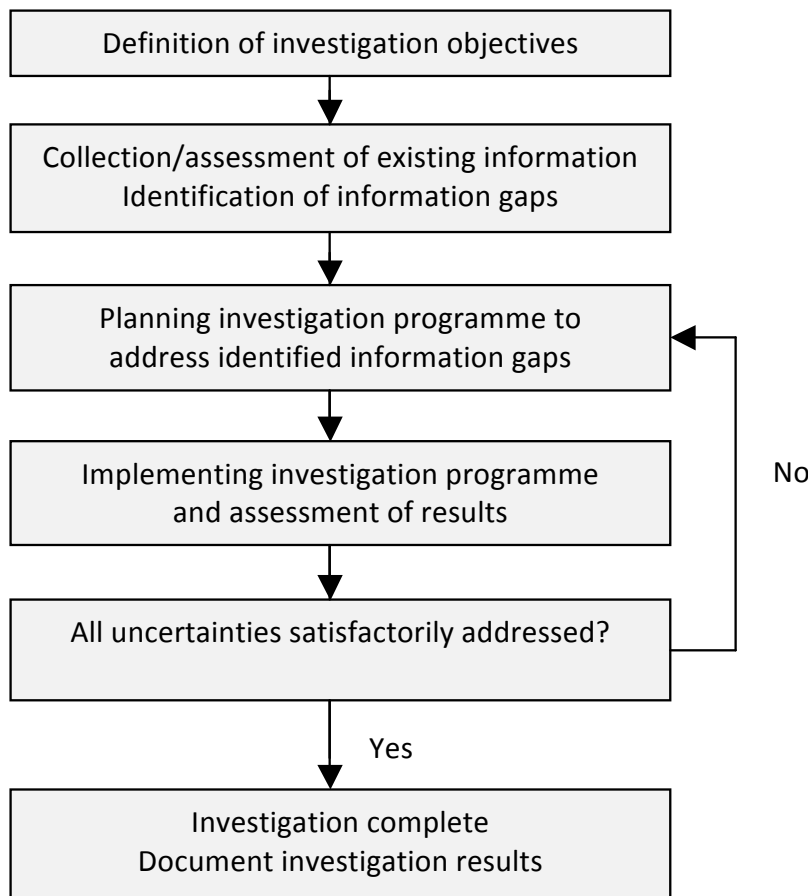 Definition of investigation objectives
Collection/assessment of existing information
Identification of information gaps
Planning investigation programme to
address identified information gaps
Implementing investigation programme
and assessment of results
No
All uncertainties satisfactorily addressed?
Yes
Investigation complete
Document investigation results